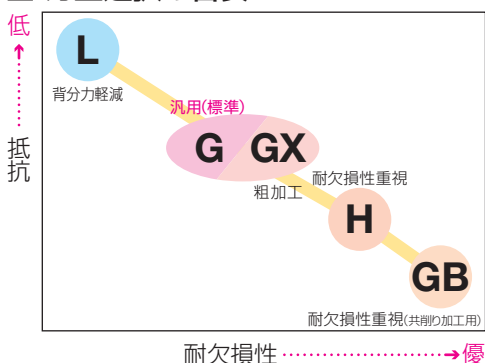 低
抵抗
L
背分力軽減
汎用(標準)
G GX
粗加工
耐欠損性重視
H
GB
耐欠損性重視(共削り加工用)
耐欠損性
優